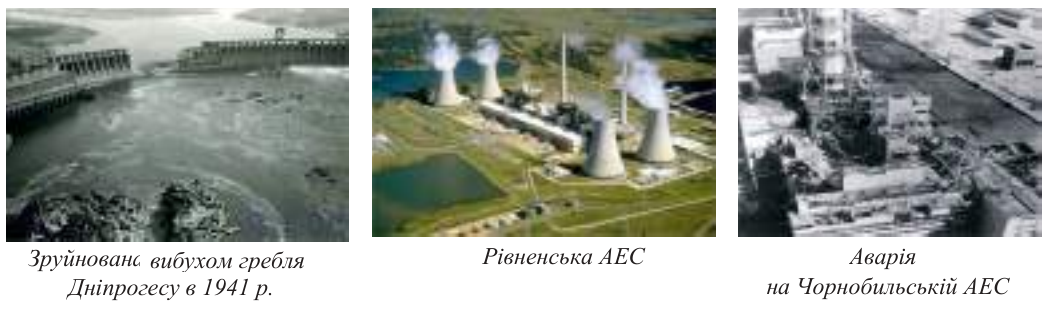 Зруйнована вибухом гребля
Дніпрогесу в 1941 р.
Рівненська АЕС
Аварія
на Чорнобильській АЕС